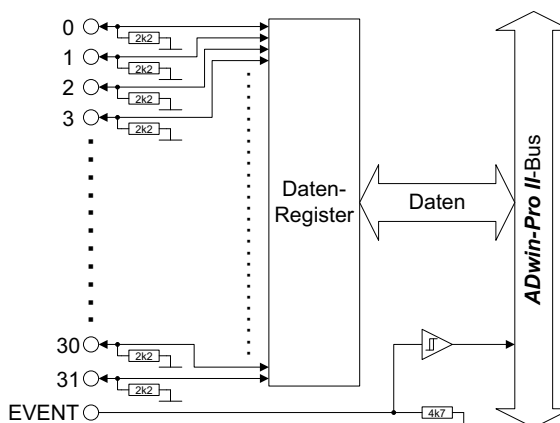 0
2k2
1
2k2
2
2k2
3
2k2
Daten-
Register
Daten
ADwin-Pro II-Bus
30
2k2
31
2k2
EVENT
4k7